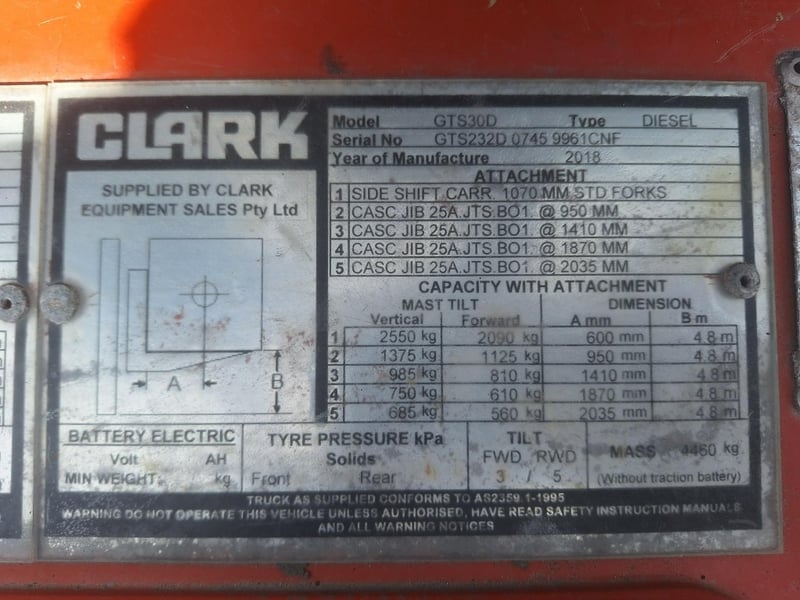 CLARK
SUPPLIED BY CLARK
EQUIPMENT SALES Pty Ltd
A
B
Model GTS30D Type DIESEL
Serial No GTS232D 0745 9961CNF
Year of Manufacture 2018
ATTACHMENT
1 SIDE SHIFT CARR. 1070 MM STD FORKS
2 CASC JIB 25A.JTS.BO1. @ 950 MM
3 CASC JIB 25A.JTS.BO1. @ 1410 MM
4 CASC JIB 25A.JTS.BO1. @ 1870 MM
5 CASC JIB 25A.JTS.BO1. @ 2035 MM
CAPACITY WITH ATTACHMENT
MAST TILT DIMENSION
Vertical Forward A mm B m
1 2550 kg 2090 kg 600 mm 4.8 m
2 1375 kg 1125 kg 950 mm 4.8 m
3 985 kg 810 kg 1410 mm 4.8 m
4 750 kg 610 kg 1870 mm 4.8 m
5 685 kg 560 kg 2035 mm 4.8 m
BATTERY ELECTRIC
Volt AH
MIN WEIGHT: kg
TYRE PRESSURE kPa
Solids
Front Rear
TILT
FWD RWD
3 / 5
MASS 4460 kg
(Without traction battery)
TRUCK AS SUPPLIED CONFORMS TO AS2359.1-1995
WARNING DO NOT OPERATE THIS VEHICLE UNLESS AUTHORISED, HAVE READ SAFETY INSTRUCTION MANUALS
AND ALL WARNING NOTICES